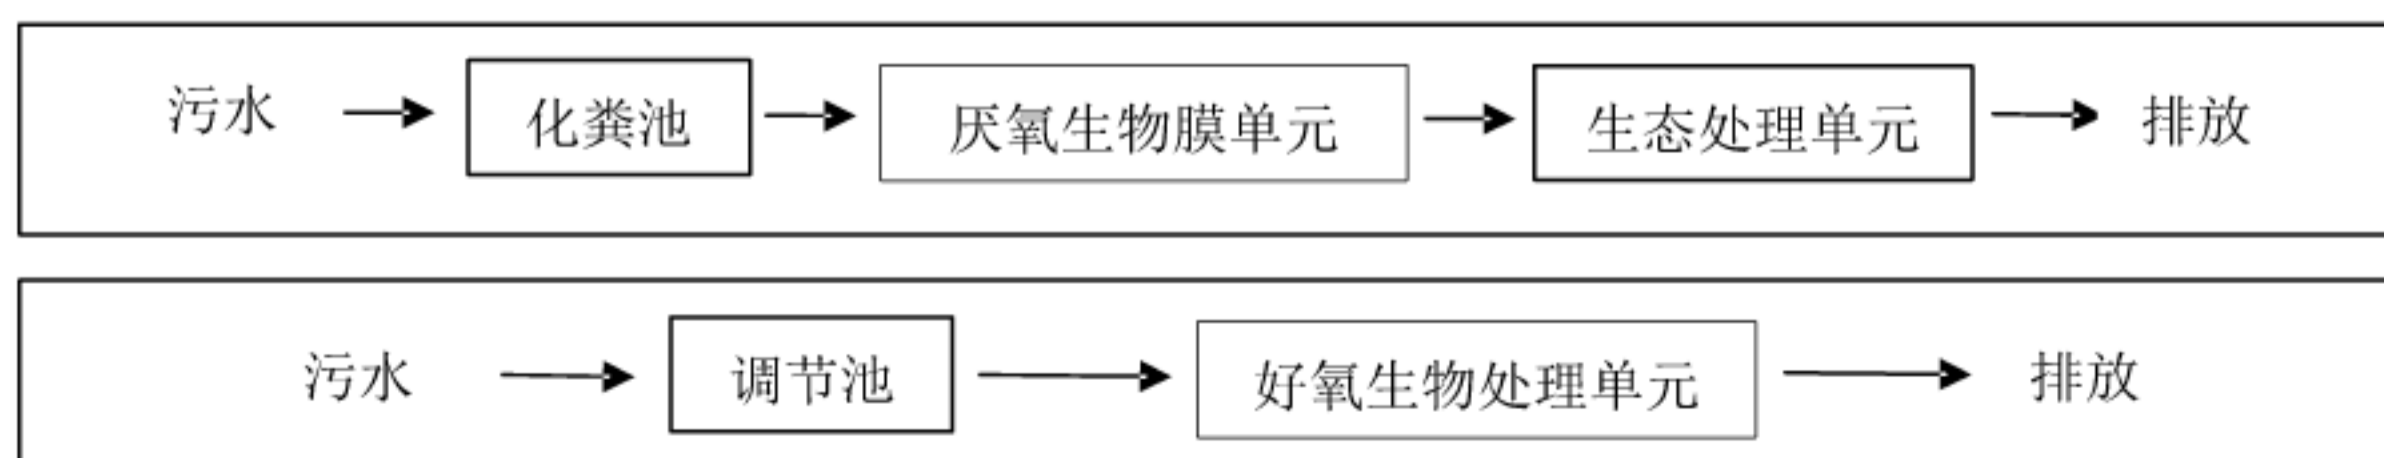 污水 化粪池 厌氧生物膜单元 生态处理单元 排放
污水 调节池 好氧生物处理单元 排放